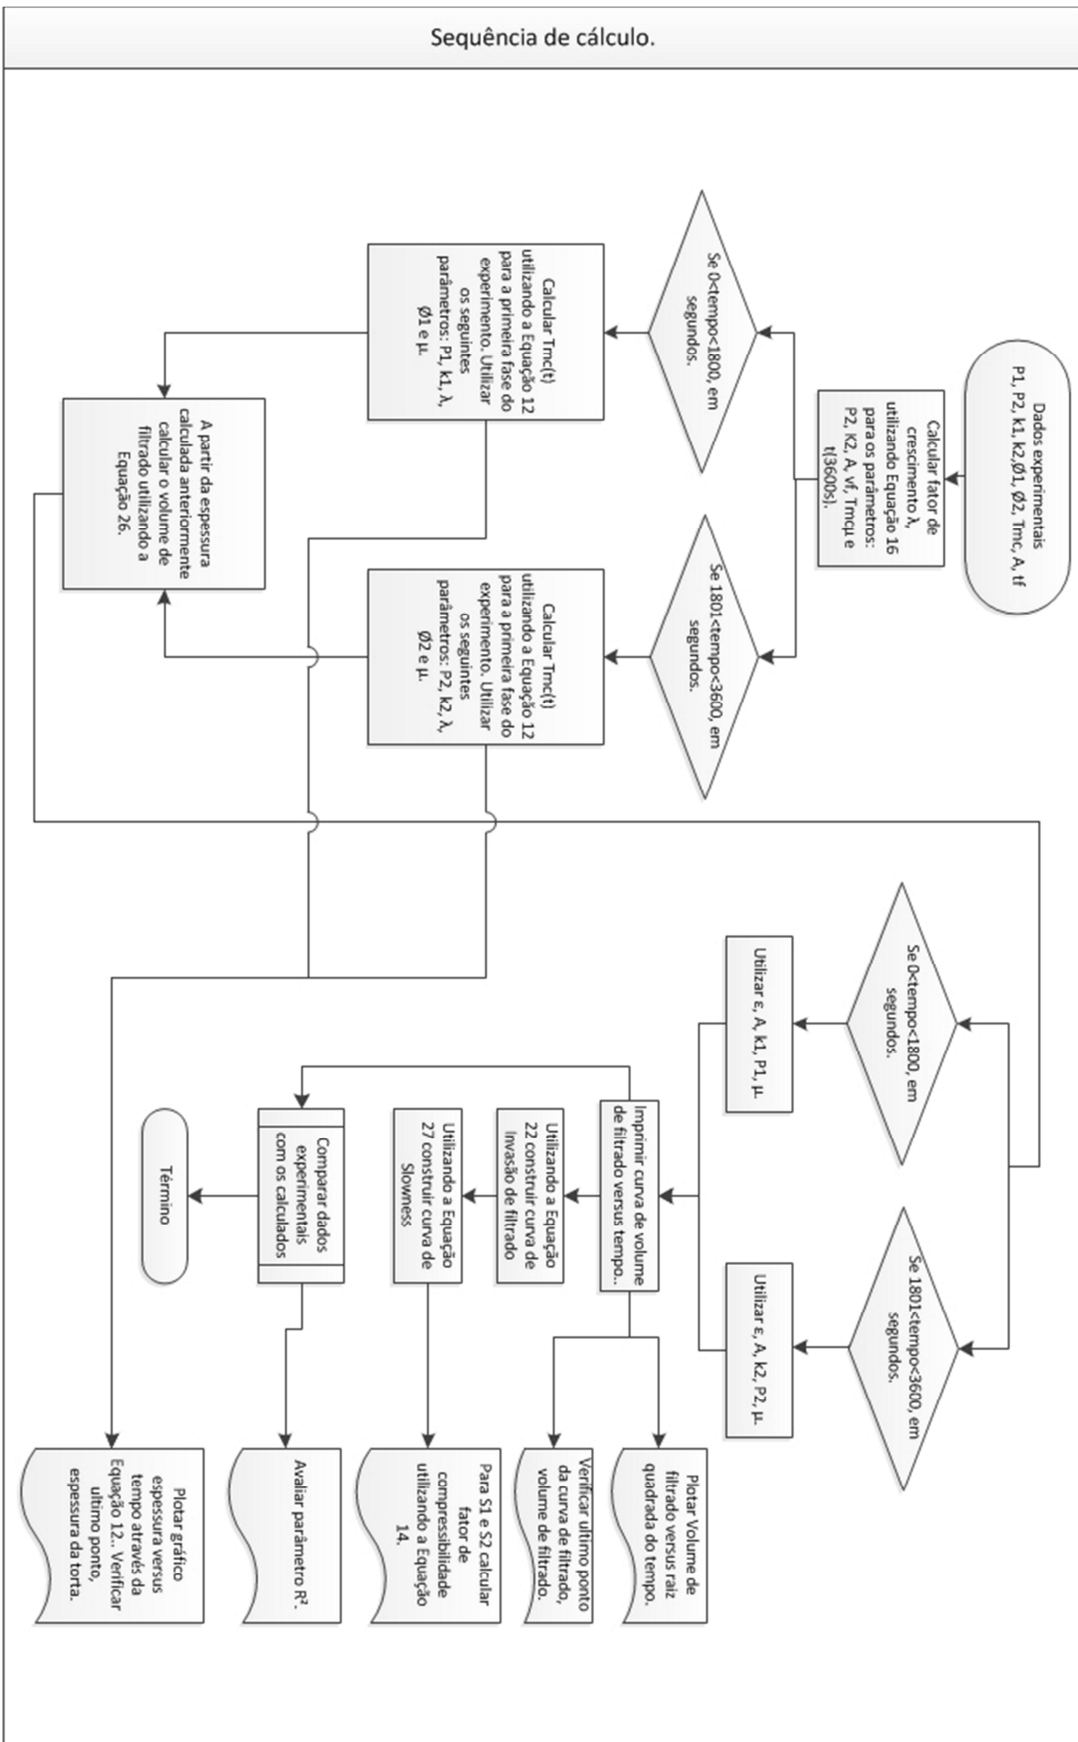 Sequência de cálculo.
Dados experimentais
P1, P2, k1, k2,Ø1, Ø2, Tmc, A, tf
Calcular fator de
crescimento λ,
utilizando Equação 16
para os parâmetros:
P2, K2, A, vf, Tmcµ e
t(3600s).
Se 0<tempo<1800, em
segundos.
Se 1801<tempo<3600, em
segundos.
Calcular Tmc(t)
utilizando a Equação 12
para a primeira fase do
experimento. Utilizar
os seguintes
parâmetros: P1, k1, λ,
Ø1 e µ.
Calcular Tmc(t)
utilizando a Equação 12
para a primeira fase do
experimento. Utilizar
os seguintes
parâmetros: P2, k2, λ,
Ø2 e µ.
A partir da espessura
calculada anteriormente
calcular o volume de
filtrado utilizando a
Equação 26.
Se 0<tempo<1800, em
segundos.
Se 1801<tempo<3600, em
segundos.
Utilizar ε, A, k1, P1, µ.
Utilizar ε, A, k2, P2, µ.
Imprimir curva de volume
de filtrado versus tempo..
Utilizando a Equação
22 construir curva de
Invasão de filtrado
Utilizando a Equação
27 construir curva de
Slowness
Comparar dados
experimentais
com os calculados
Término
Plotar Volume de
filtrado versus raiz
quadrada do tempo.
Verificar ultimo ponto
da curva de filtrado,
volume de filtrado.
Para S1 e S2 calcular
fator de
compressibilidade
utilizando a Equação
14.
Avaliar parâmetro R².
Plotar gráfico
espessura versus
tempo através da
Equação 12.. Verificar
ultimo ponto,
espessura da torta.